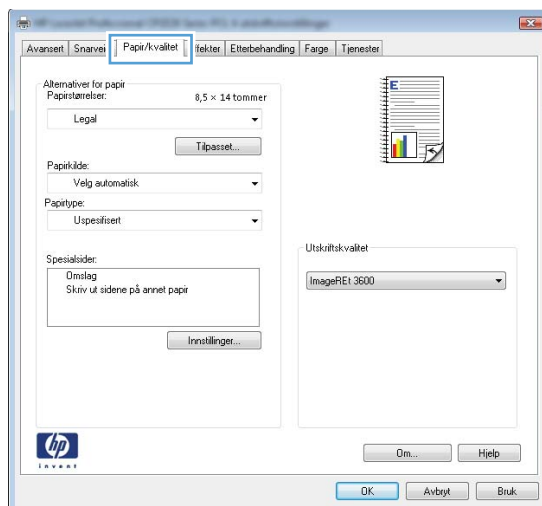 Avansert Snarvei Papir/kvalitet fekter Etterbehandling Farge Tjenester
Alternativer for papir
Papirstørrelser: 8,5 × 14 tommer
Legal
Tilpasset...
Papirkilde:
Velg automatisk
Papirtype:
Uspesifisert
Spesialsider:
Omslag
Skriv ut sidene på annet papir
Innstillinger...
E
Utskriftskvalitet
ImageREt 3600
hp
invent
Om... Hjelp
OK Avbryt Bruk